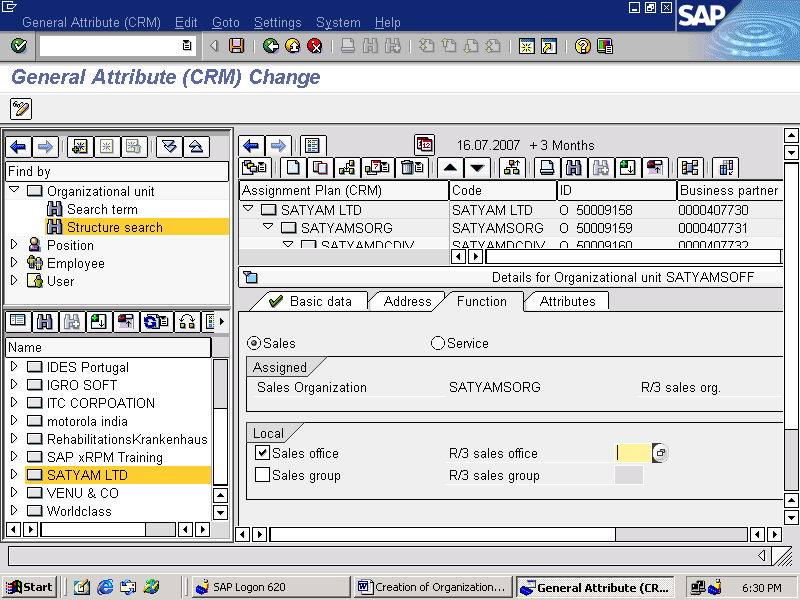 General Attribute (CRM) Edit Goto Settings System Help
SAP
General Attribute (CRM) Change
16.07.2007 + 3 Months
Find by
Organizational unit
Search term
Structure search
Position
Employee
User
Assignment Plan (CRM) Code ID Business partner
SATYAM LTD SATYAM LTD O 50009158 0000407730
SATYAMSORG SATYAMSORG O 50009159 0000407731
SATYAMDCDIV SATYAMDCDIV O 50009160 0000407732
Details for Organizational unit SATYAMSOFF
Basic data Address Function Attributes
Sales Service
Assigned
Sales Organization SATYAMSORG R/3 sales org.
Local
Sales office R/3 sales office
Sales group R/3 sales group
Name
IDES Portugal
IGRO SOFT
ITC CORPOATION
motorola india
RehabilitationsKrankenhaus
SAP xRPM Training
SATYAM LTD
VENU & CO
Worldclass
Start SAP Logon 620 Creation of Organization... General Attribute (CR... 6:30 PM